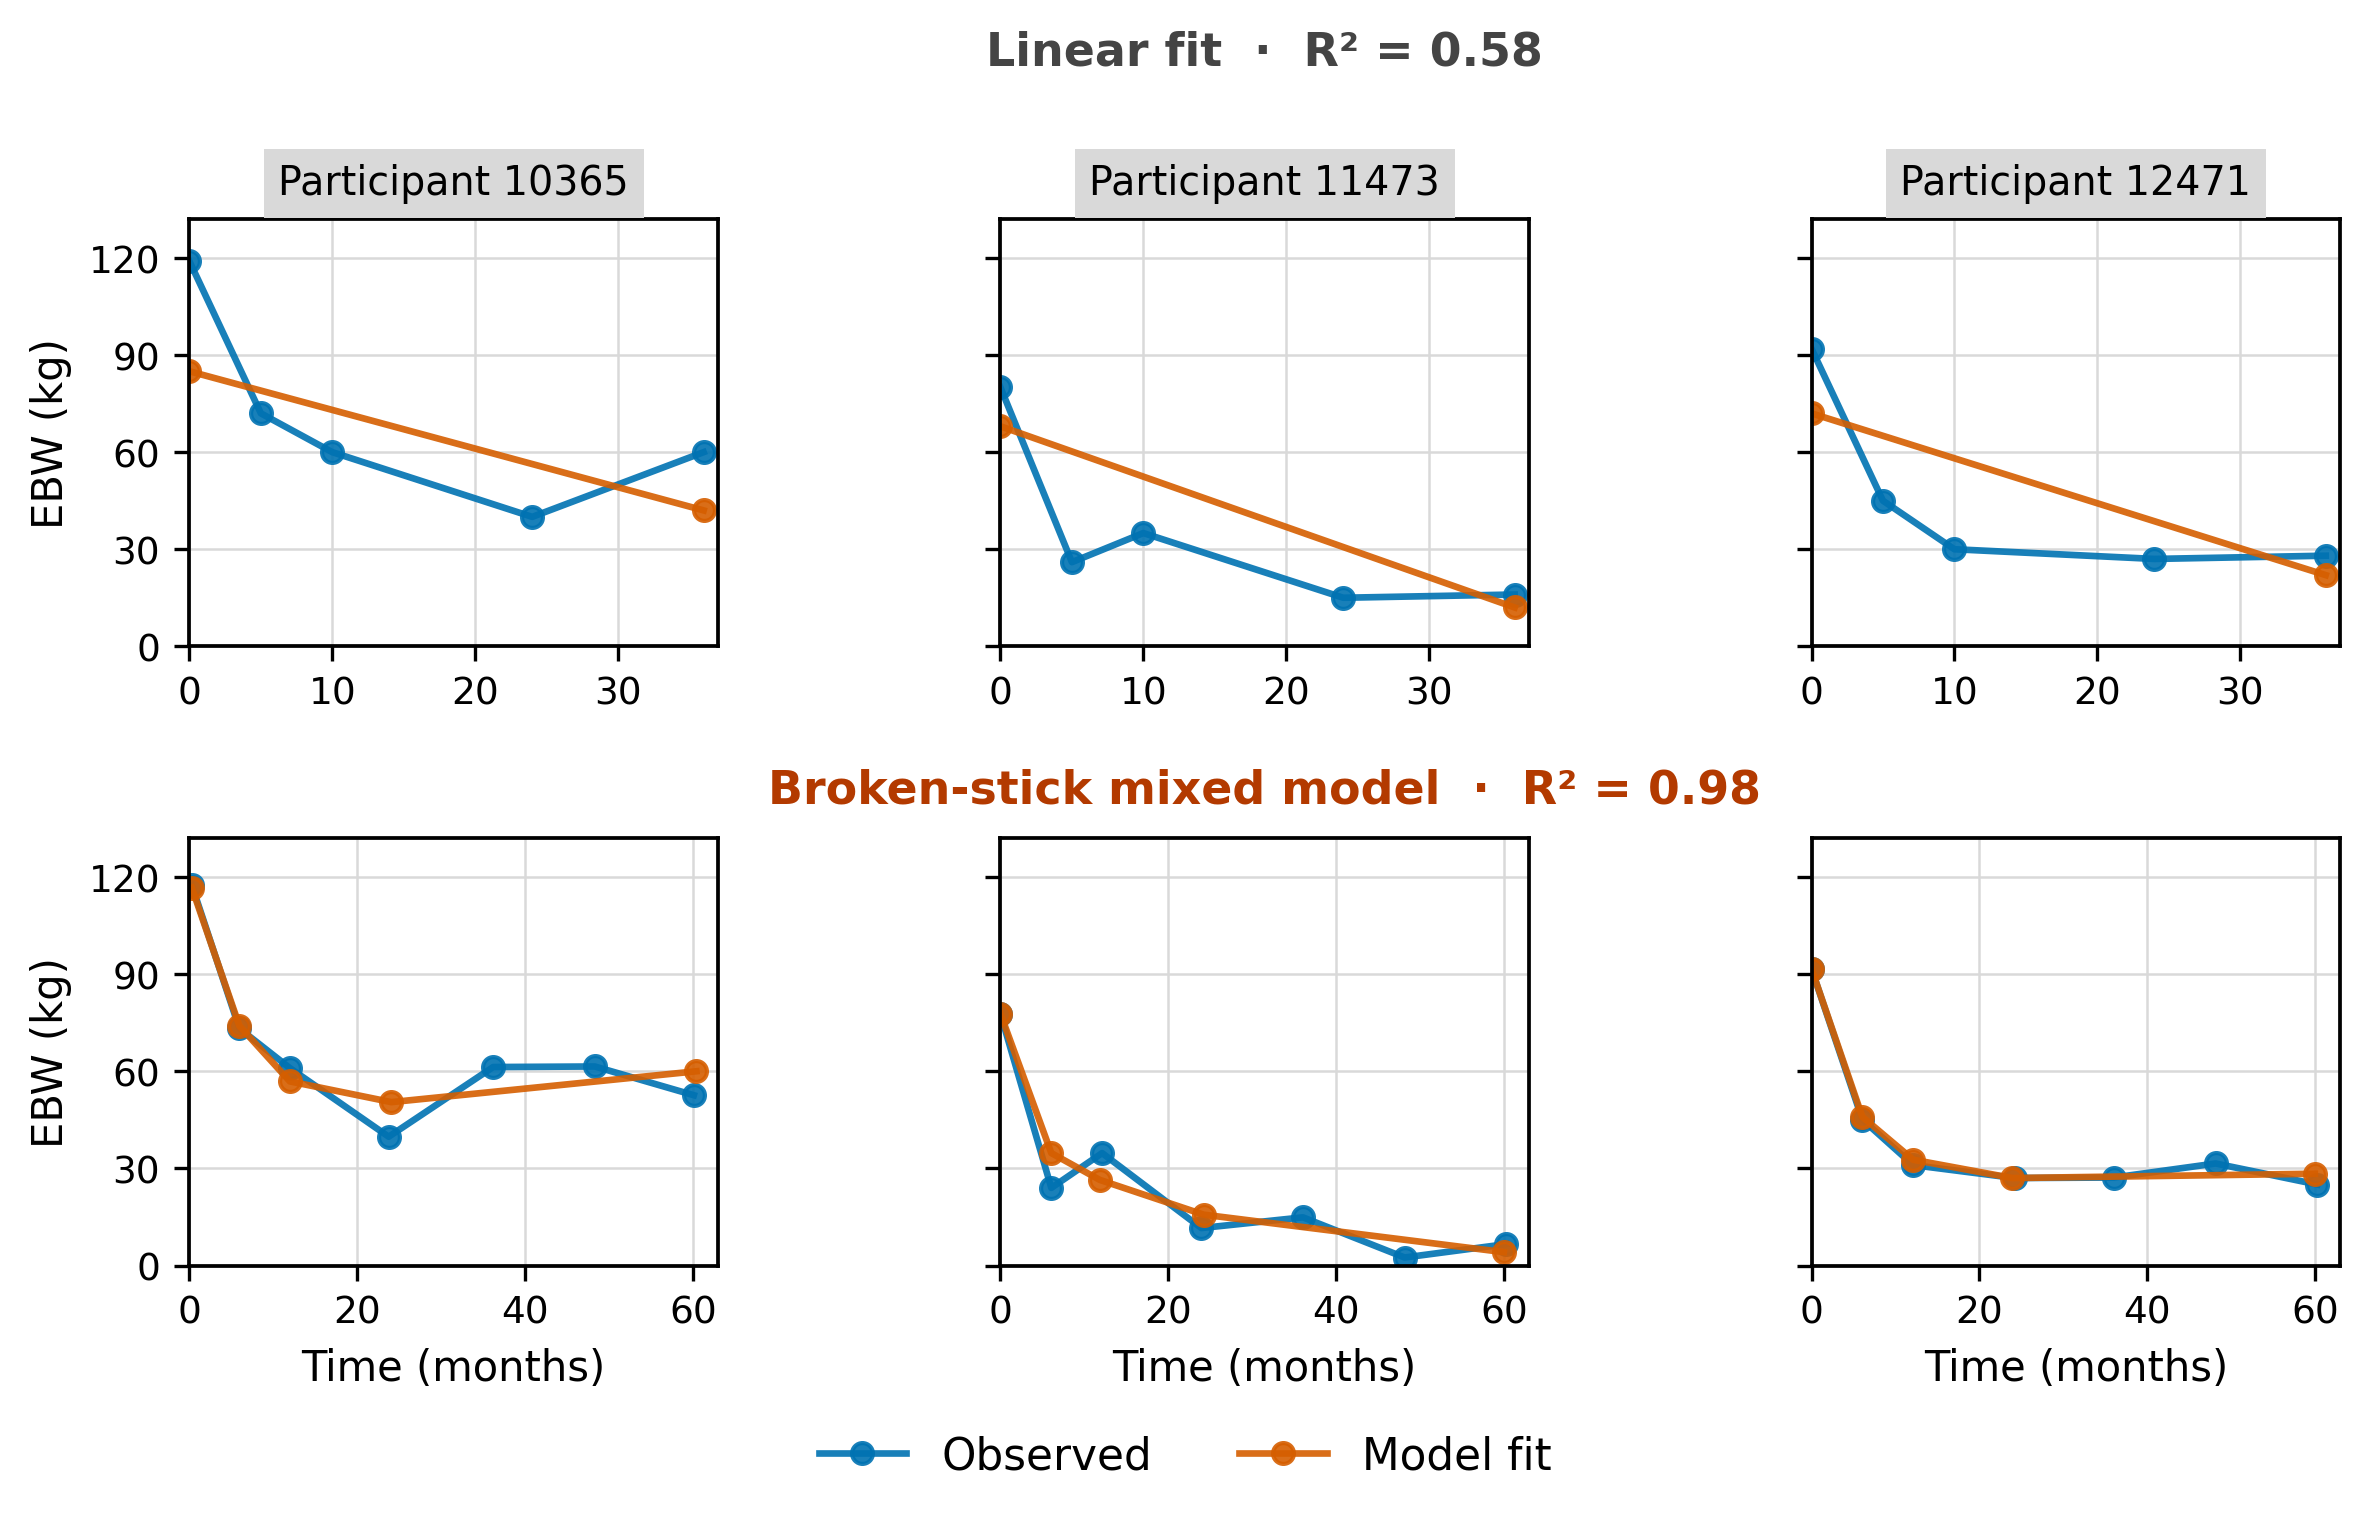 Linear fit · R² = 0.58
Participant 10365 Participant 11473 Participant 12471
EBW (kg)
120
90
60
30
0
0 10 20 30 0 10 20 30 0 10 20 30
Broken-stick mixed model · R² = 0.98
EBW (kg)
120
90
60
30
0
0 20 40 60 0 20 40 60 0 20 40 60
Time (months) Time (months) Time (months)
Observed Model fit